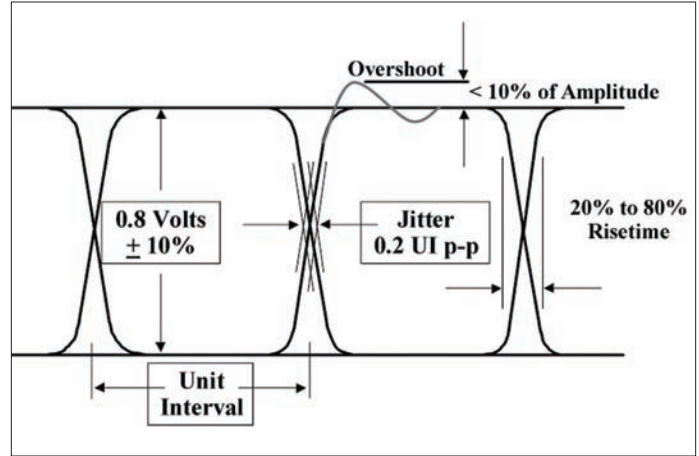 Overshoot
< 10% of Amplitude
0.8 Volts
± 10%
Jitter
0.2 UI p-p
20% to 80%
Risetime
Unit
Interval